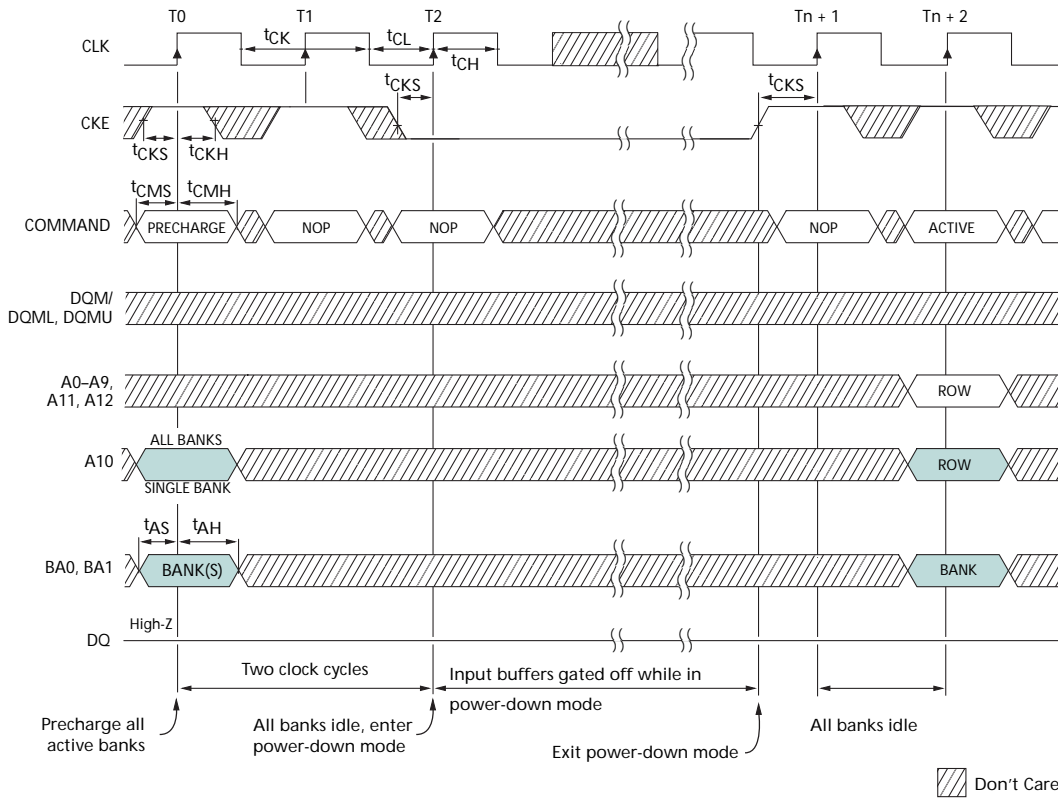 T0 T1 T2 Tn + 1 Tn + 2
CLK
tCK tCL
tCH
tCKS tCKS
CKE
tCKS tCKH
tCMS tCMH
COMMAND PRECHARGE NOP NOP NOP ACTIVE
DQM/
DQML, DQMU
A0–A9,
A11, A12
ROW
ALL BANKS
A10 ROW
SINGLE BANK
tAS tAH
BA0, BA1 BANK(S) BANK
High-Z
DQ
Two clock cycles
Input buffers gated off while in
power-down mode
Precharge all
active banks
All banks idle, enter
power-down mode
Exit power-down mode
All banks idle
Don't Care